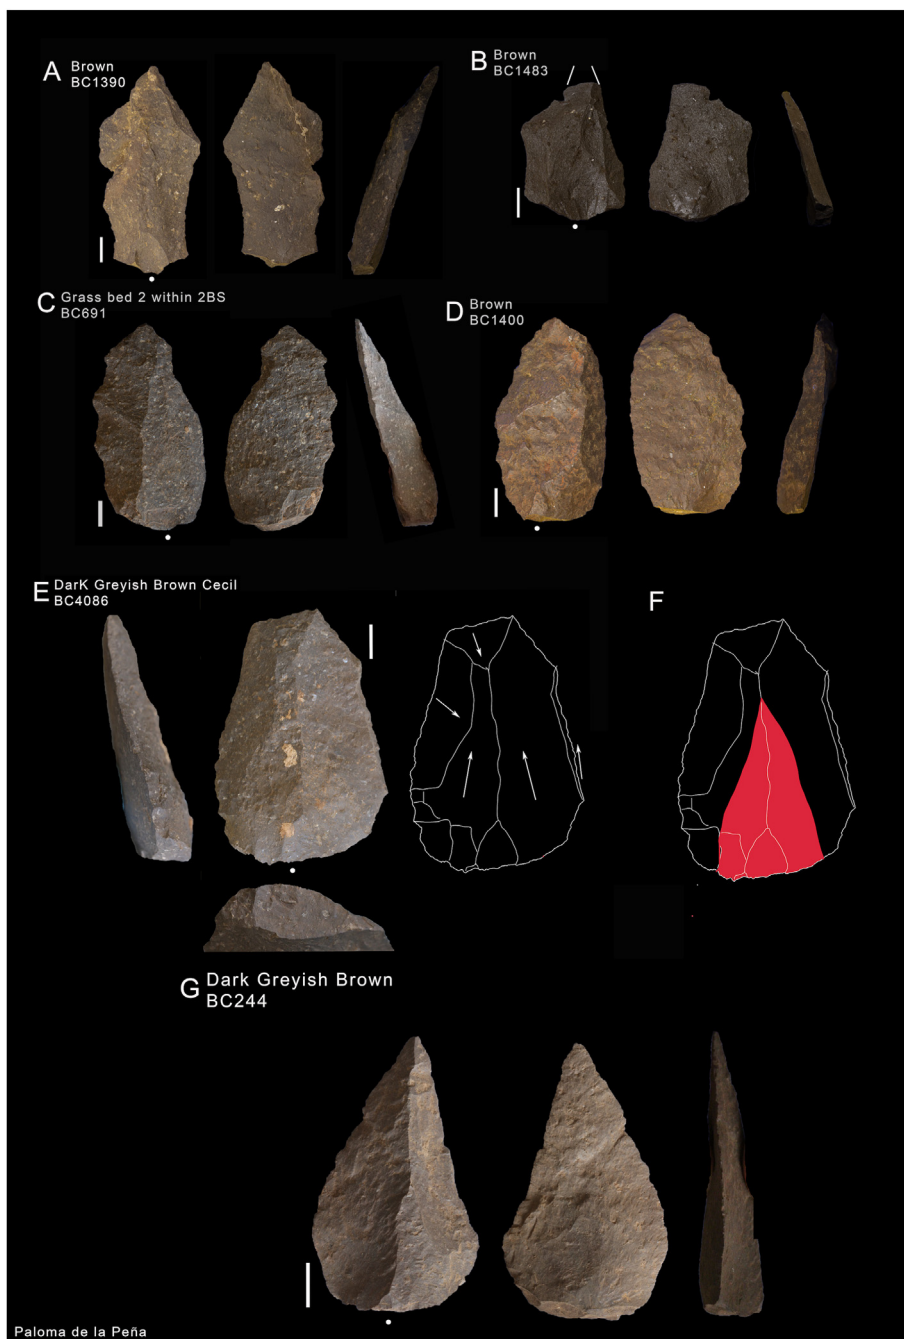 A Brown
BC1390
B Brown
BC1483
C Grass bed 2 within 2BS
BC691
D Brown
BC1400
E DarK Greyish Brown Cecil
BC4086
F
G Dark Greyish Brown
BC244
Paloma de la Peña